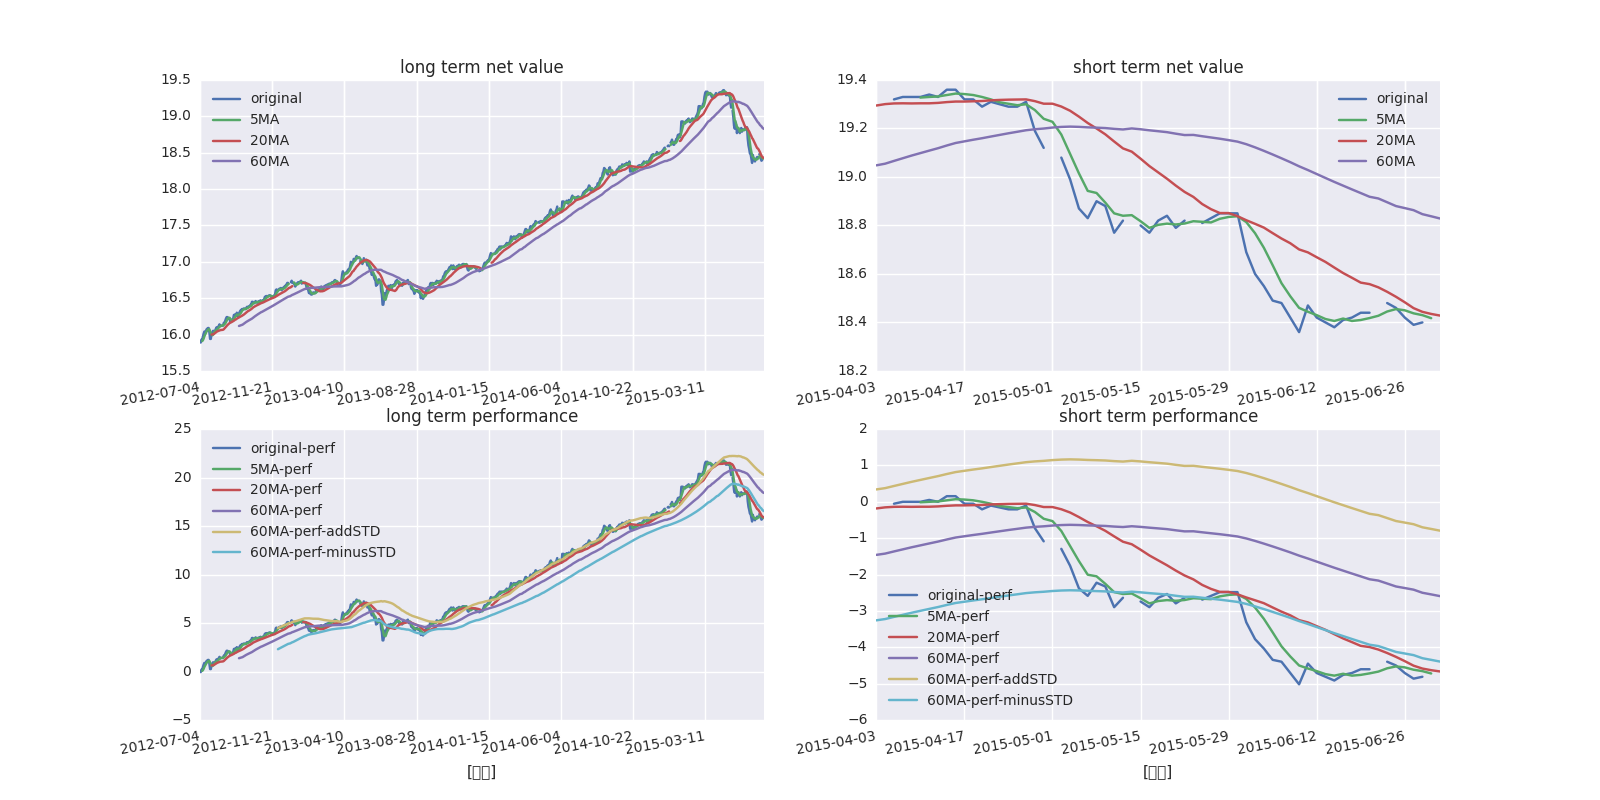 long term net value
19.5
19.0
18.5
18.0
17.5
17.0
16.5
16.0
15.5
original
5MA
20MA
60MA
2012-07-04 2012-11-21 2013-04-10 2013-08-28 2014-01-15 2014-06-04 2014-10-22 2015-03-11
short term net value
19.4
19.2
19.0
18.8
18.6
18.4
18.2
original
5MA
20MA
60MA
2015-04-03 2015-04-17 2015-05-01 2015-05-15 2015-05-29 2015-06-12 2015-06-26
long term performance
25
20
15
10
5
0
−5
original-perf
5MA-perf
20MA-perf
60MA-perf
60MA-perf-addSTD
60MA-perf-minusSTD
2012-07-04 2012-11-21 2013-04-10 2013-08-28 2014-01-15 2014-06-04 2014-10-22 2015-03-11
short term performance
2
1
0
−1
−2
−3
−4
−5
−6
original-perf
5MA-perf
20MA-perf
60MA-perf
60MA-perf-addSTD
60MA-perf-minusSTD
2015-04-03 2015-04-17 2015-05-01 2015-05-15 2015-05-29 2015-06-12 2015-06-26